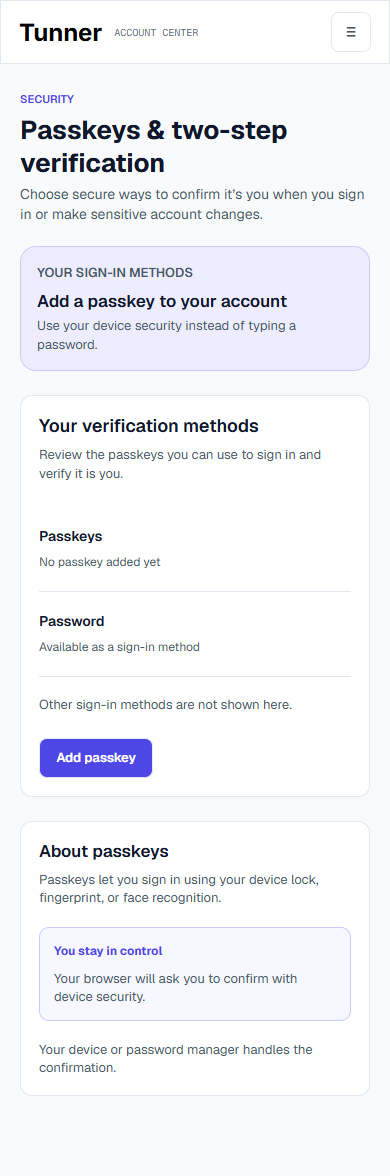 Tunner ACCOUNT CENTER
SECURITY
Passkeys & two-step
verification
Choose secure ways to confirm it's you when you sign
in or make sensitive account changes.
YOUR SIGN-IN METHODS
Add a passkey to your account
Use your device security instead of typing a
password.
Your verification methods
Review the passkeys you can use to sign in and
verify it is you.
Passkeys
No passkey added yet
Password
Available as a sign-in method
Other sign-in methods are not shown here.
Add passkey
About passkeys
Passkeys let you sign in using your device lock,
fingerprint, or face recognition.
You stay in control
Your browser will ask you to confirm with
device security.
Your device or password manager handles the
confirmation.